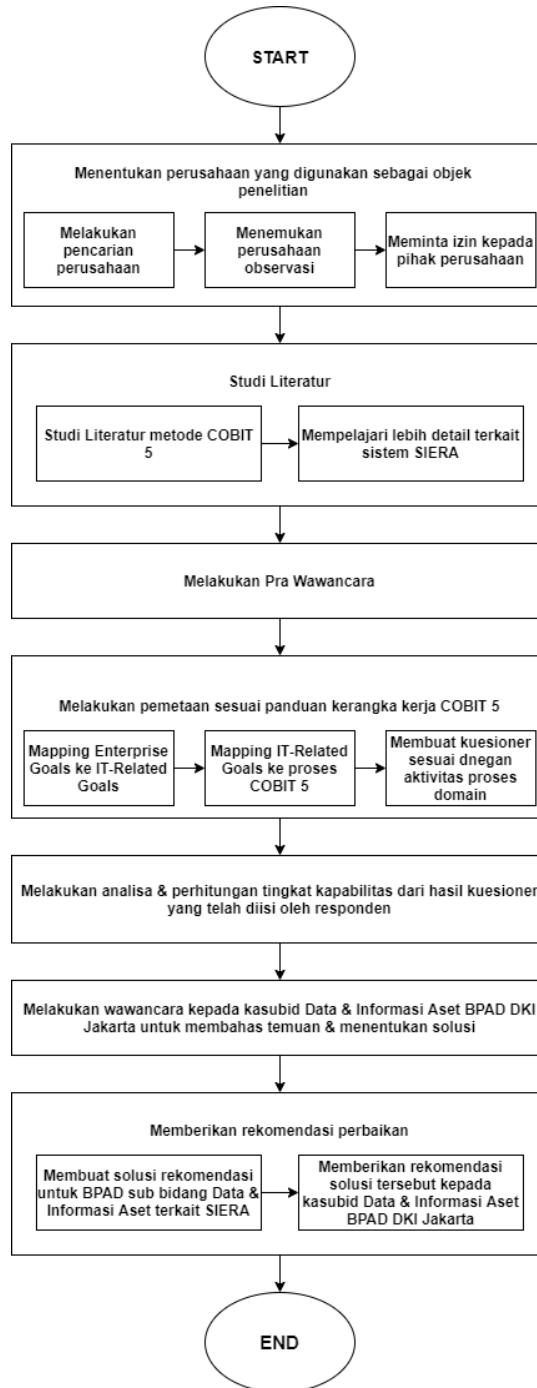 START
Menentukan perusahaan yang digunakan sebagai objek
penelitian
Melakukan
pencarian
perusahaan
Menemukan
perusahaan
observasi
Meminta izin kepada
pihak perusahaan
Studi Literatur
Studi Literatur metode COBIT
5
Mempelajari lebih detail terkait
sistem SIERA
Melakukan Pra Wawancara
Melakukan pemetaan sesuai panduan kerangka kerja COBIT 5
Mapping Enterprise
Goals ke IT-Related
Goals
Mapping IT-Related
Goals ke proses
COBIT 5
Membuat kuesioner
sesuai dnegan
aktivitas proses
domain
Melakukan analisa & perhitungan tingkat kapabilitas dari hasil kuesioner
yang telah diisi oleh responden
Melakukan wawancara kepada kasubid Data & Informasi Aset BPAD DKI
Jakarta untuk membahas temuan & menentukan solusi
Memberikan rekomendasi perbaikan
Membuat solusi rekomendasi
untuk BPAD sub bidang Data &
Informasi Aset terkait SIERA
Memberikan rekomendasi
solusi tersebut kepada
kasubid Data & Informasi Aset
BPAD DKI Jakarta
END